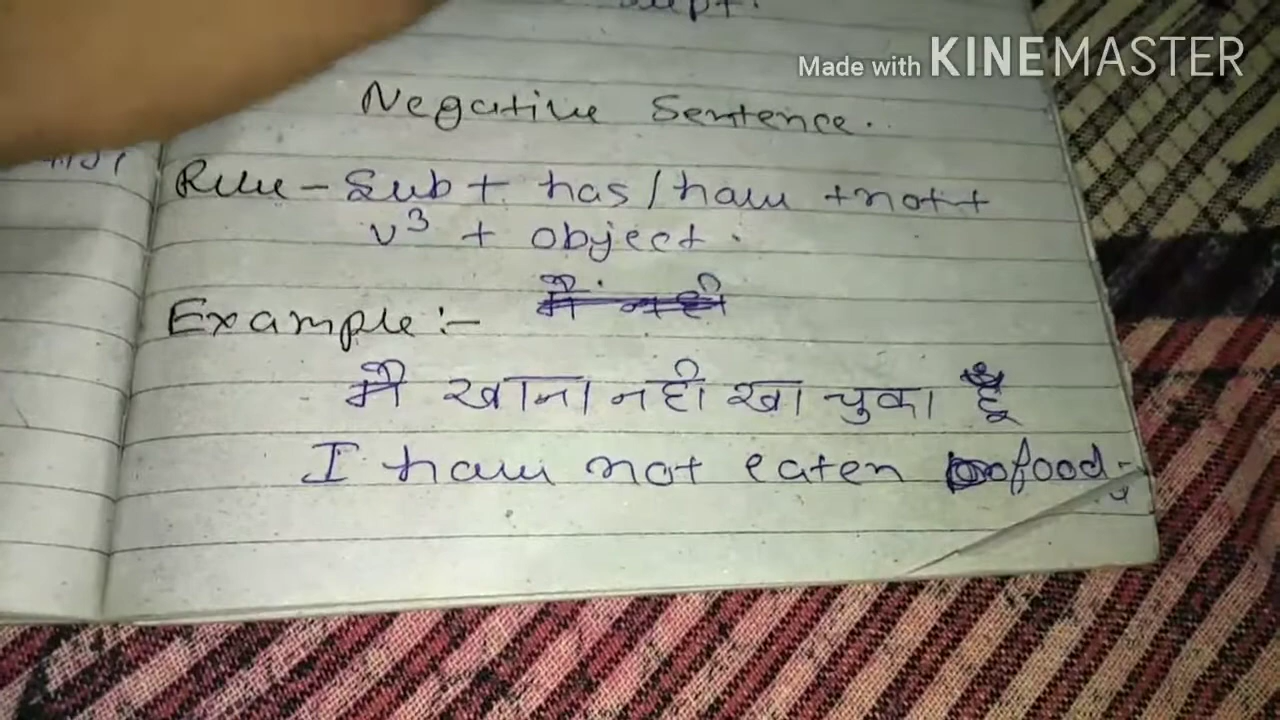 Made with KINEMASTER
Negative Sentence.
Rule - Sub + has / have + not +
v3 + object.
Example :-
मै खाना नही खा चुका हूँ
I have not eaten food.